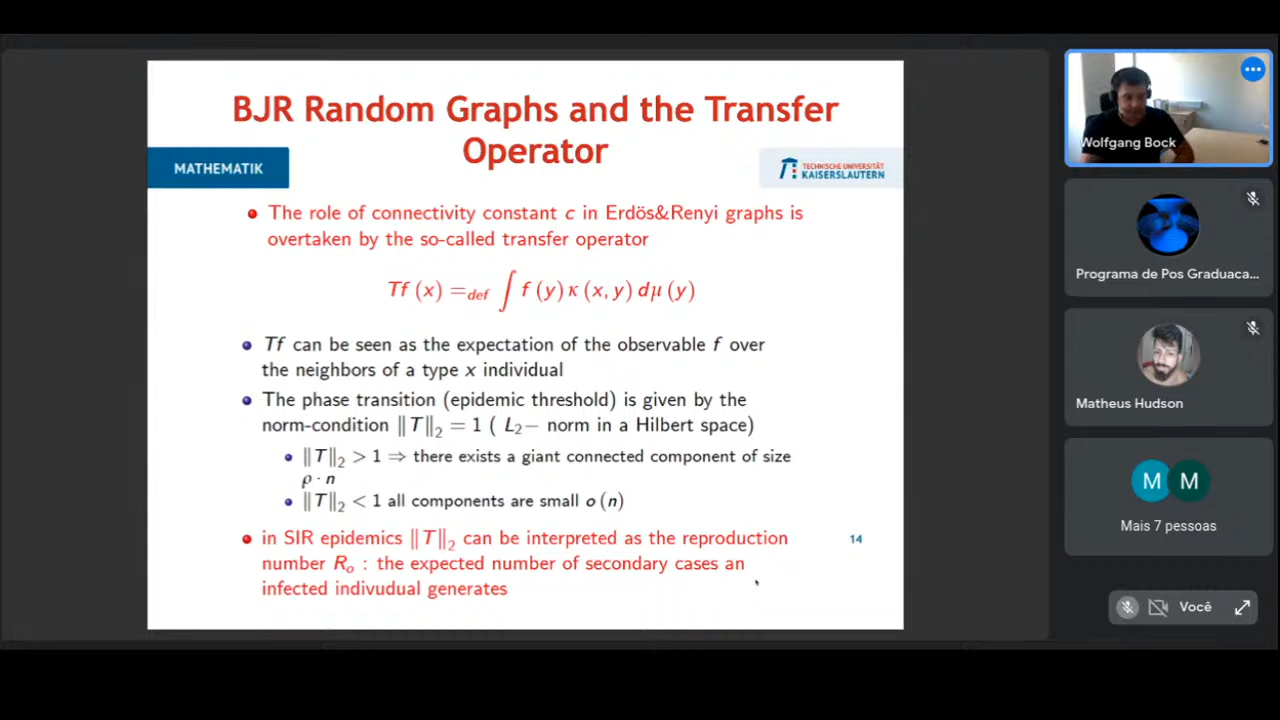 BJR Random Graphs and the Transfer
Operator
MATHEMATIK
TECHNISCHE UNIVERSITÄT
KAISERSLAUTERN
• The role of connectivity constant c in Erdös&Renyi graphs is
overtaken by the so-called transfer operator
Tf (x) =def ∫ f (y) κ (x, y) dμ (y)
• Tf can be seen as the expectation of the observable f over
the neighbors of a type x individual
• The phase transition (epidemic threshold) is given by the
norm-condition ‖T‖₂ = 1 ( L₂− norm in a Hilbert space)
• ‖T‖₂ > 1 ⇒ there exists a giant connected component of size
ρ · n
• ‖T‖₂ < 1 all components are small o (n)
• in SIR epidemics ‖T‖₂ can be interpreted as the reproduction
number Rₒ : the expected number of secondary cases an
infected indivudual generates
14
Wolfgang Bock
Programa de Pos Graduaca...
Matheus Hudson
M M
Mais 7 pessoas
Você